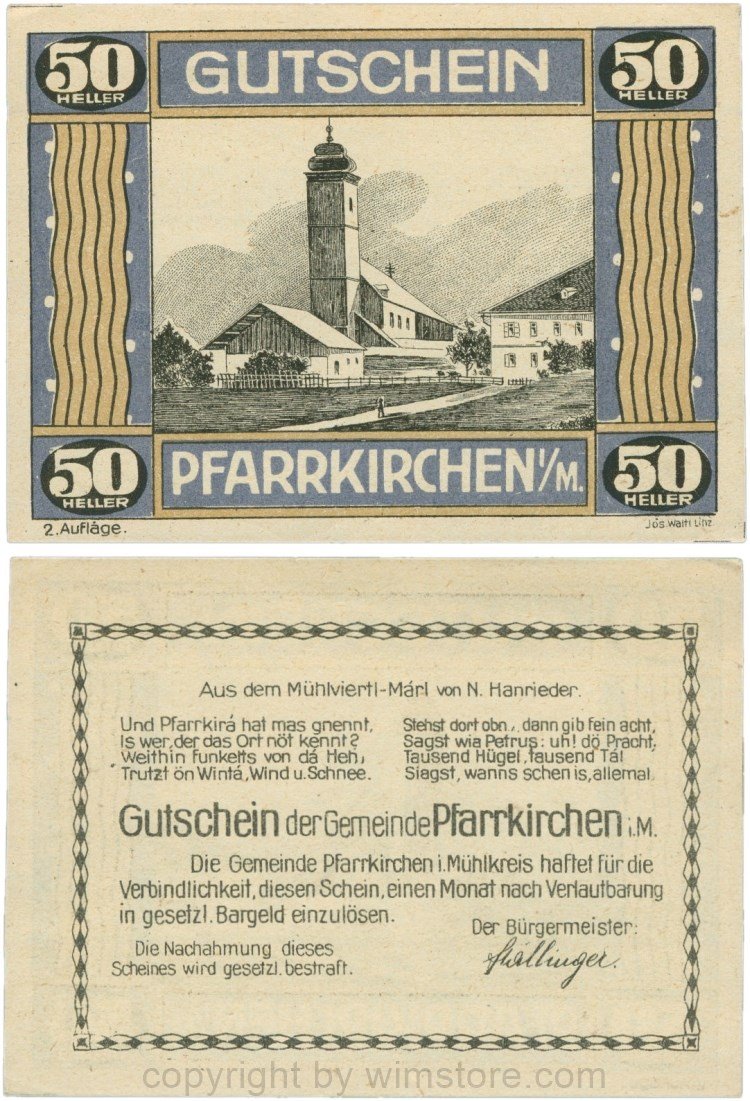 50 HELLER
GUTSCHEIN
50 HELLER
50 HELLER
PFARRKIRCHEN I/M.
50 HELLER
2. Auflage.
Jos. Waltl Linz
Aus dem Mühlviertl-Márl von N. Hanrieder.
Und Pfarrkirá hat mas gnennt,
Is wer, der das Ort nöt kennt?
Weithin funkelts von dá Heh,
Trutzt ön Wintá, Wind u. Schnee.
Stehst dort obn., dann gib fein acht,
Sagst wia Petrus: uh! dö Pracht,
Tausend Hügel, tausend Tál
Siagst, wanns schen is, allemal.
Gutschein der Gemeinde Pfarrkirchen i.M.
Die Gemeinde Pfarrkirchen i. Mühlkreis haftet für die
Verbindlichkeit, diesen Schein, einen Monat nach Verlautbarung
in gesetzl. Bargeld einzulösen.
Der Bürgermeister:
Die Nachahmung dieses
Scheines wird gesetzl. bestraft.
copyright by wimstore.com